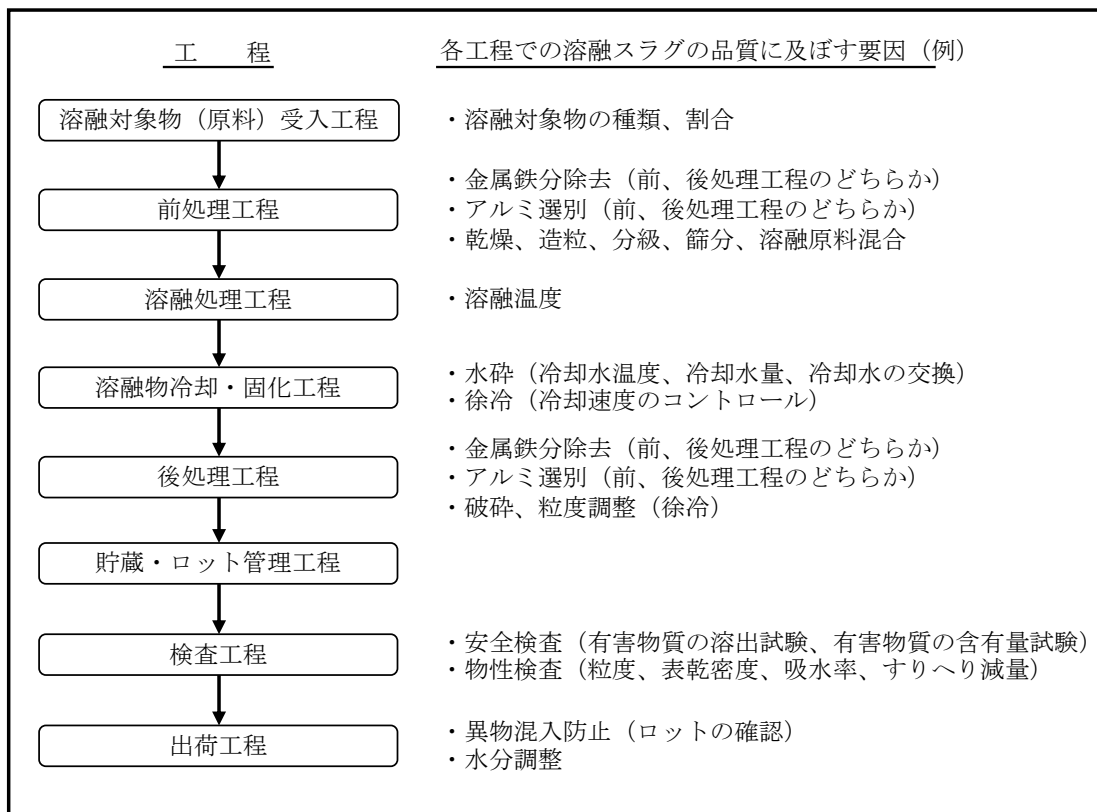 工　程
各工程での溶融スラグの品質に及ぼす要因（例）
溶融対象物（原料）受入工程
・溶融対象物の種類、割合
前処理工程
・金属鉄分除去（前、後処理工程のどちらか）
・アルミ選別（前、後処理工程のどちらか）
・乾燥、造粒、分級、篩分、溶融原料混合
溶融処理工程
・溶融温度
溶融物冷却・固化工程
・水砕（冷却水温度、冷却水量、冷却水の交換）
・徐冷（冷却速度のコントロール）
後処理工程
・金属鉄分除去（前、後処理工程のどちらか）
・アルミ選別（前、後処理工程のどちらか）
・破砕、粒度調整（徐冷）
貯蔵・ロット管理工程
検査工程
・安全検査（有害物質の溶出試験、有害物質の含有量試験）
・物性検査（粒度、表乾密度、吸水率、すりへり減量）
出荷工程
・異物混入防止（ロットの確認）
・水分調整